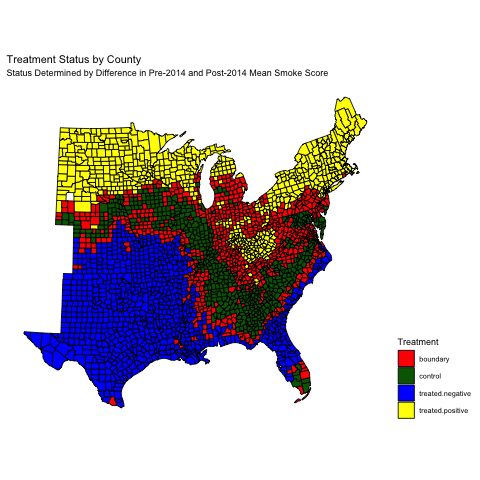 Treatment Status by County
Status Determined by Difference in Pre-2014 and Post-2014 Mean Smoke Score
Treatment
boundary
control
treated.negative
treated.positive